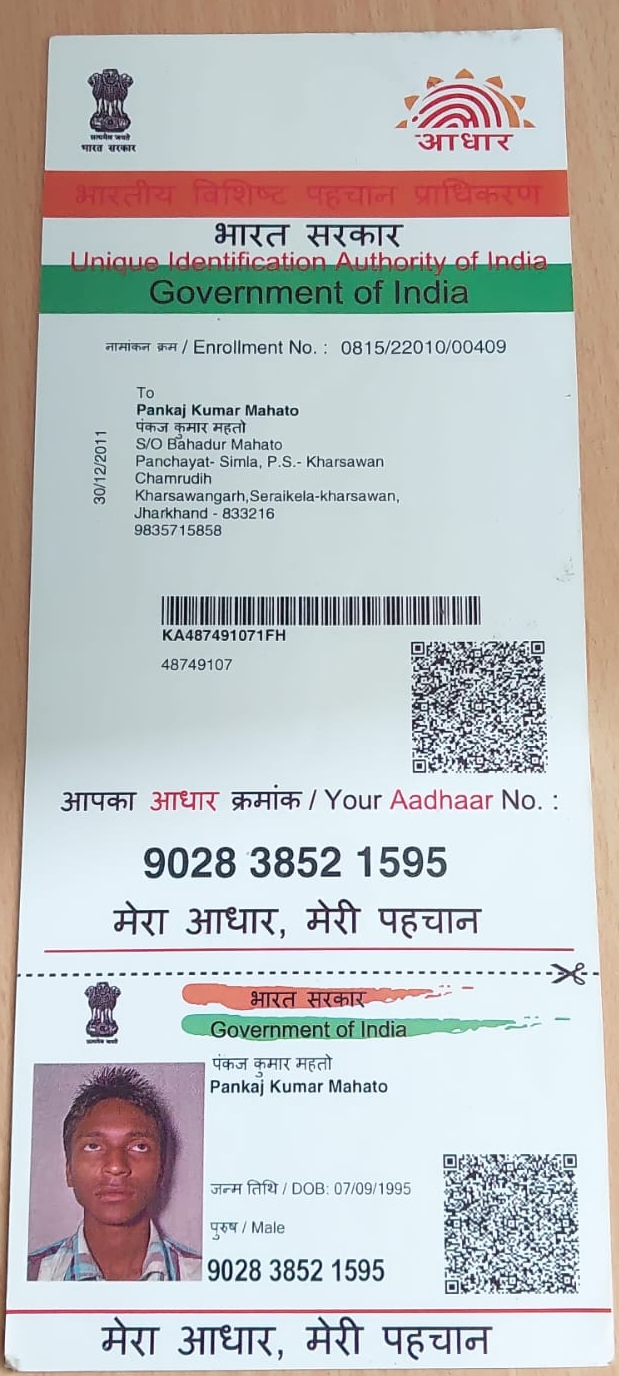 सत्यमेव जयते
भारत सरकार
आधार
भारतीय विशिष्ट पहचान प्राधिकरण
भारत सरकार
Unique Identification Authority of India
Government of India
नामांकन क्रम / Enrollment No. : 0815/22010/00409
30/12/2011
To
Pankaj Kumar Mahato
पंकज कुमार महतो
S/O Bahadur Mahato
Panchayat- Simla, P.S.- Kharsawan
Chamrudih
Kharsawangarh,Seraikela-kharsawan,
Jharkhand - 833216
9835715858
KA487491071FH
48749107
आपका आधार क्रमांक / Your Aadhaar No. :
9028 3852 1595
मेरा आधार, मेरी पहचान
सत्यमेव जयते
भारत सरकार
Government of India
पंकज कुमार महतो
Pankaj Kumar Mahato
जन्म तिथि / DOB: 07/09/1995
पुरुष / Male
9028 3852 1595
मेरा आधार, मेरी पहचान